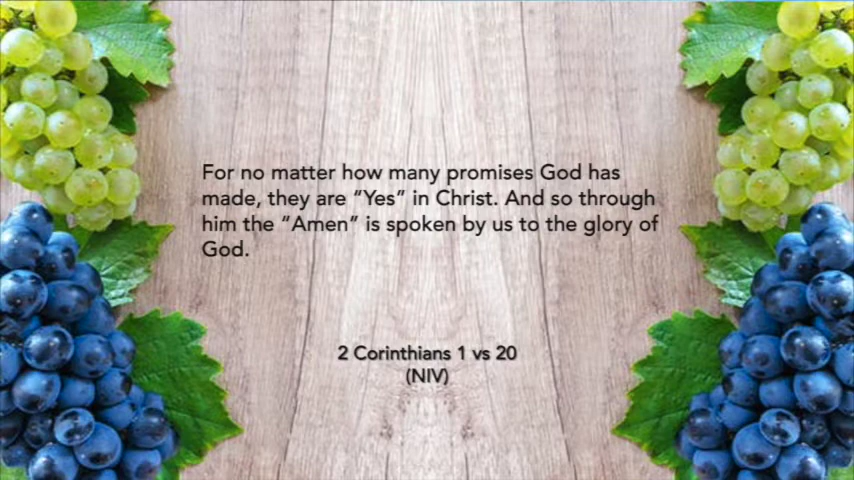 For no matter how many promises God has
made, they are “Yes” in Christ. And so through
him the “Amen” is spoken by us to the glory of
God.
2 Corinthians 1 vs 20
(NIV)